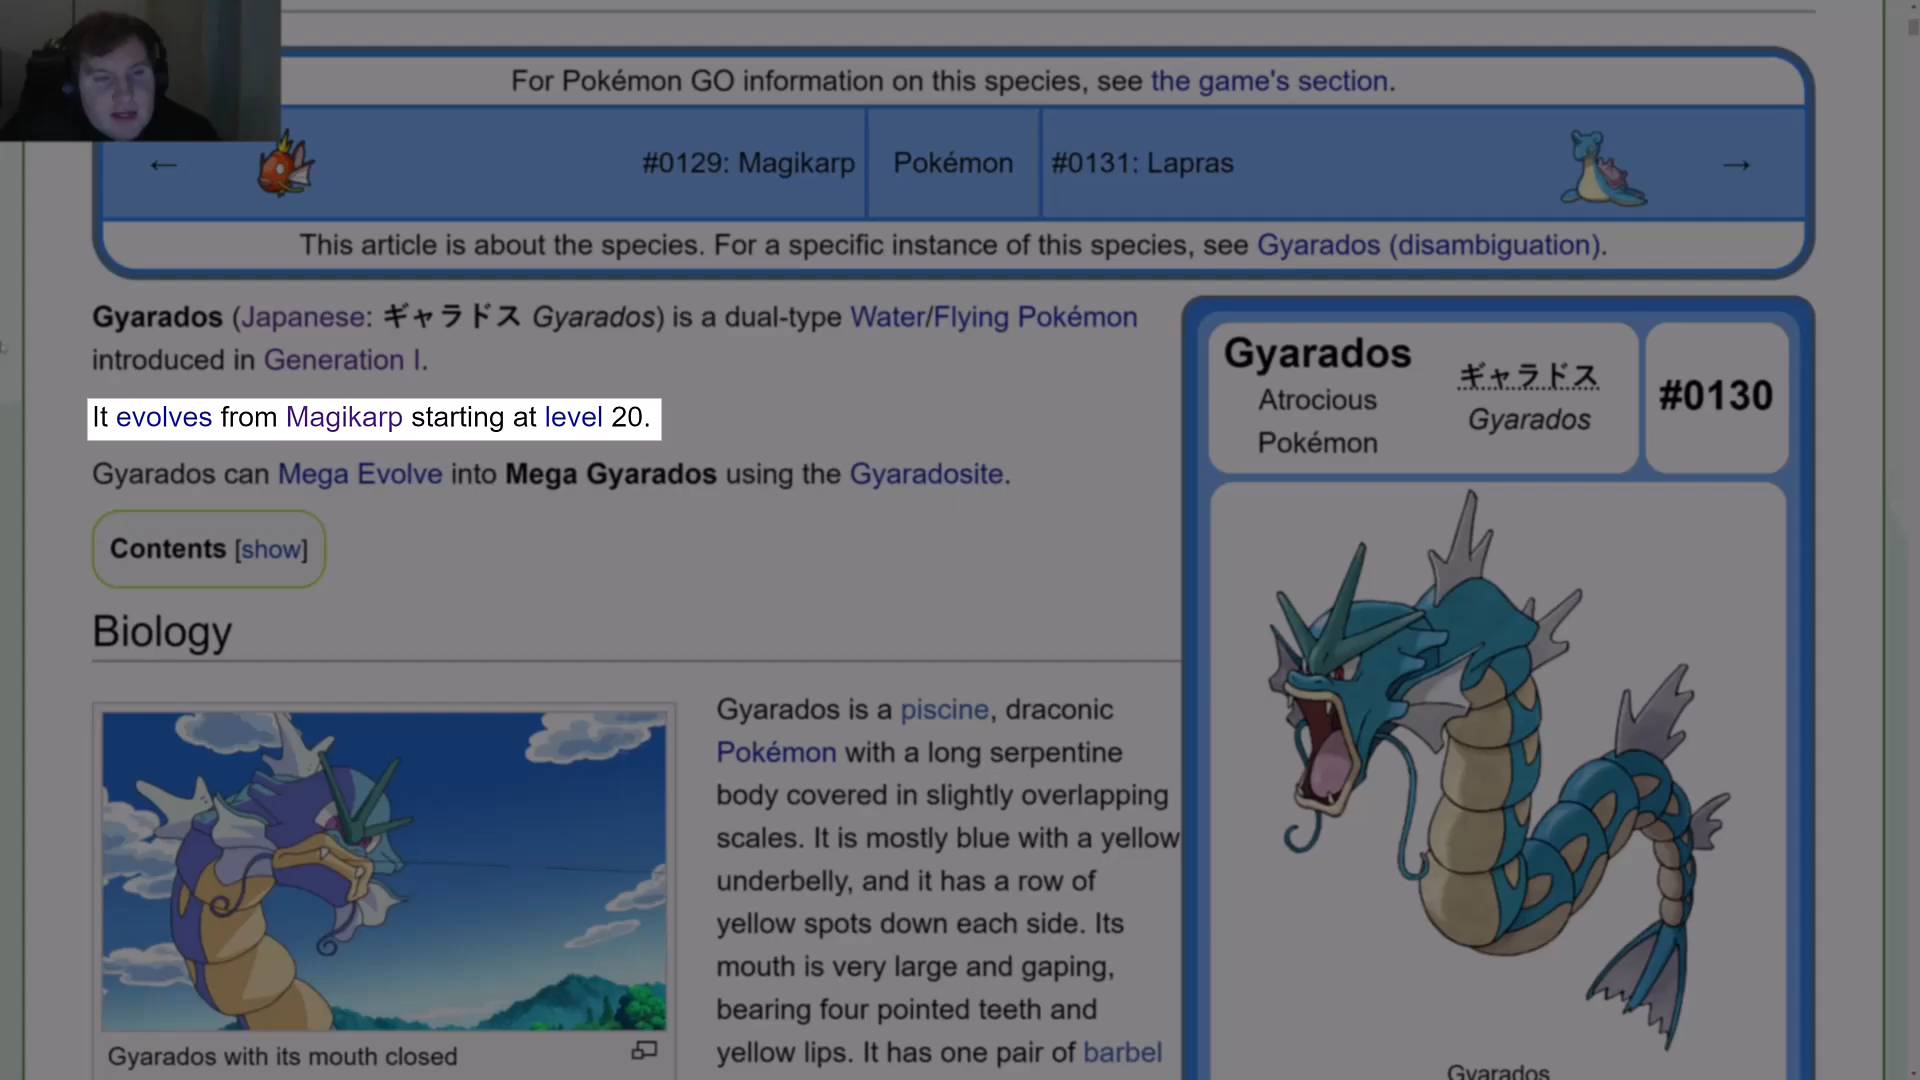 For Pokémon GO information on this species, see the game's section.
← #0129: Magikarp Pokémon #0131: Lapras →
This article is about the species. For a specific instance of this species, see Gyarados (disambiguation).
Gyarados (Japanese: ギャラドス Gyarados) is a dual-type Water/Flying Pokémon
introduced in Generation I.
It evolves from Magikarp starting at level 20.
Gyarados can Mega Evolve into Mega Gyarados using the Gyaradosite.
Contents [show]
Biology
Gyarados with its mouth closed
Gyarados is a piscine, draconic
Pokémon with a long serpentine
body covered in slightly overlapping
scales. It is mostly blue with a yellow
underbelly, and it has a row of
yellow spots down each side. Its
mouth is very large and gaping,
bearing four pointed teeth and
yellow lips. It has one pair of barbel
Gyarados
Atrocious
Pokémon
ギャラドス
Gyarados
#0130
Gyarados